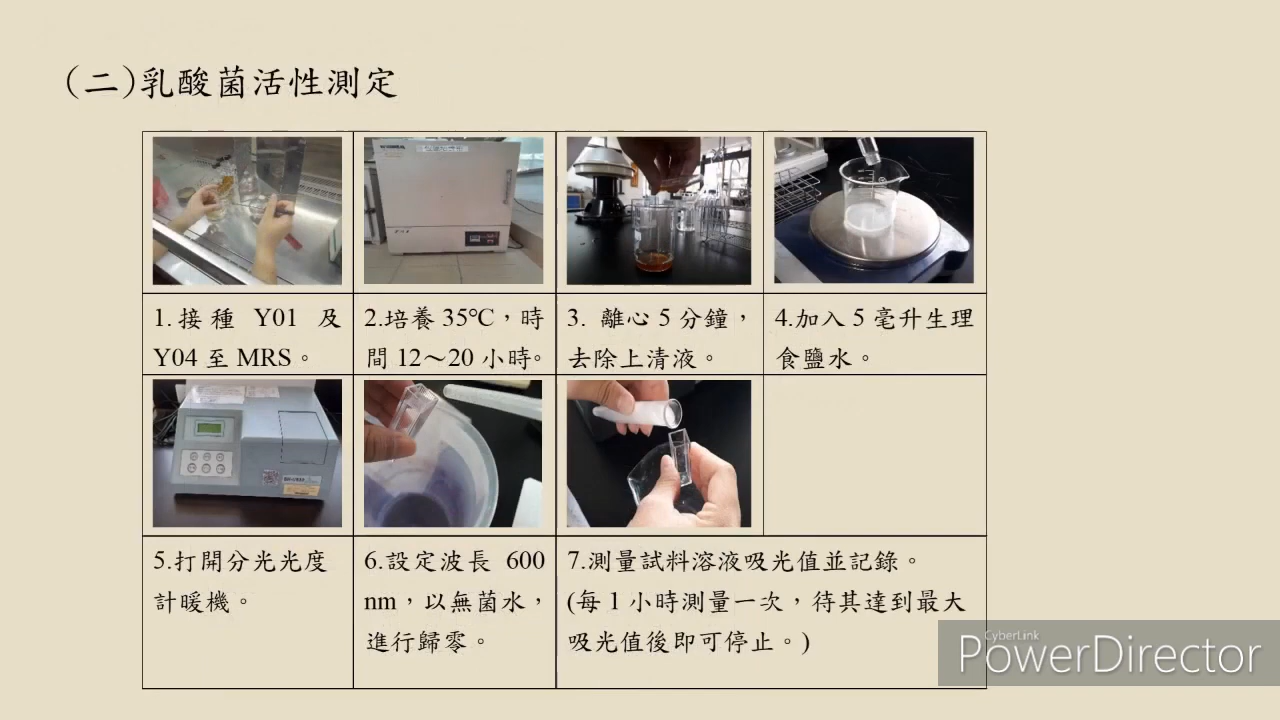 (二)乳酸菌活性測定
1.接種 Y01 及
Y04 至 MRS。
2.培養 35℃，時
間 12～20 小時。
3. 離心 5 分鐘，
去除上清液。
4.加入 5 毫升生理
食鹽水。
5.打開分光光度
計暖機。
6.設定波長 600
nm，以無菌水，
進行歸零。
7.測量試料溶液吸光值並記錄。
(每 1 小時測量一次，待其達到最大
吸光值後即可停止。)
CyberLink
PowerDirector